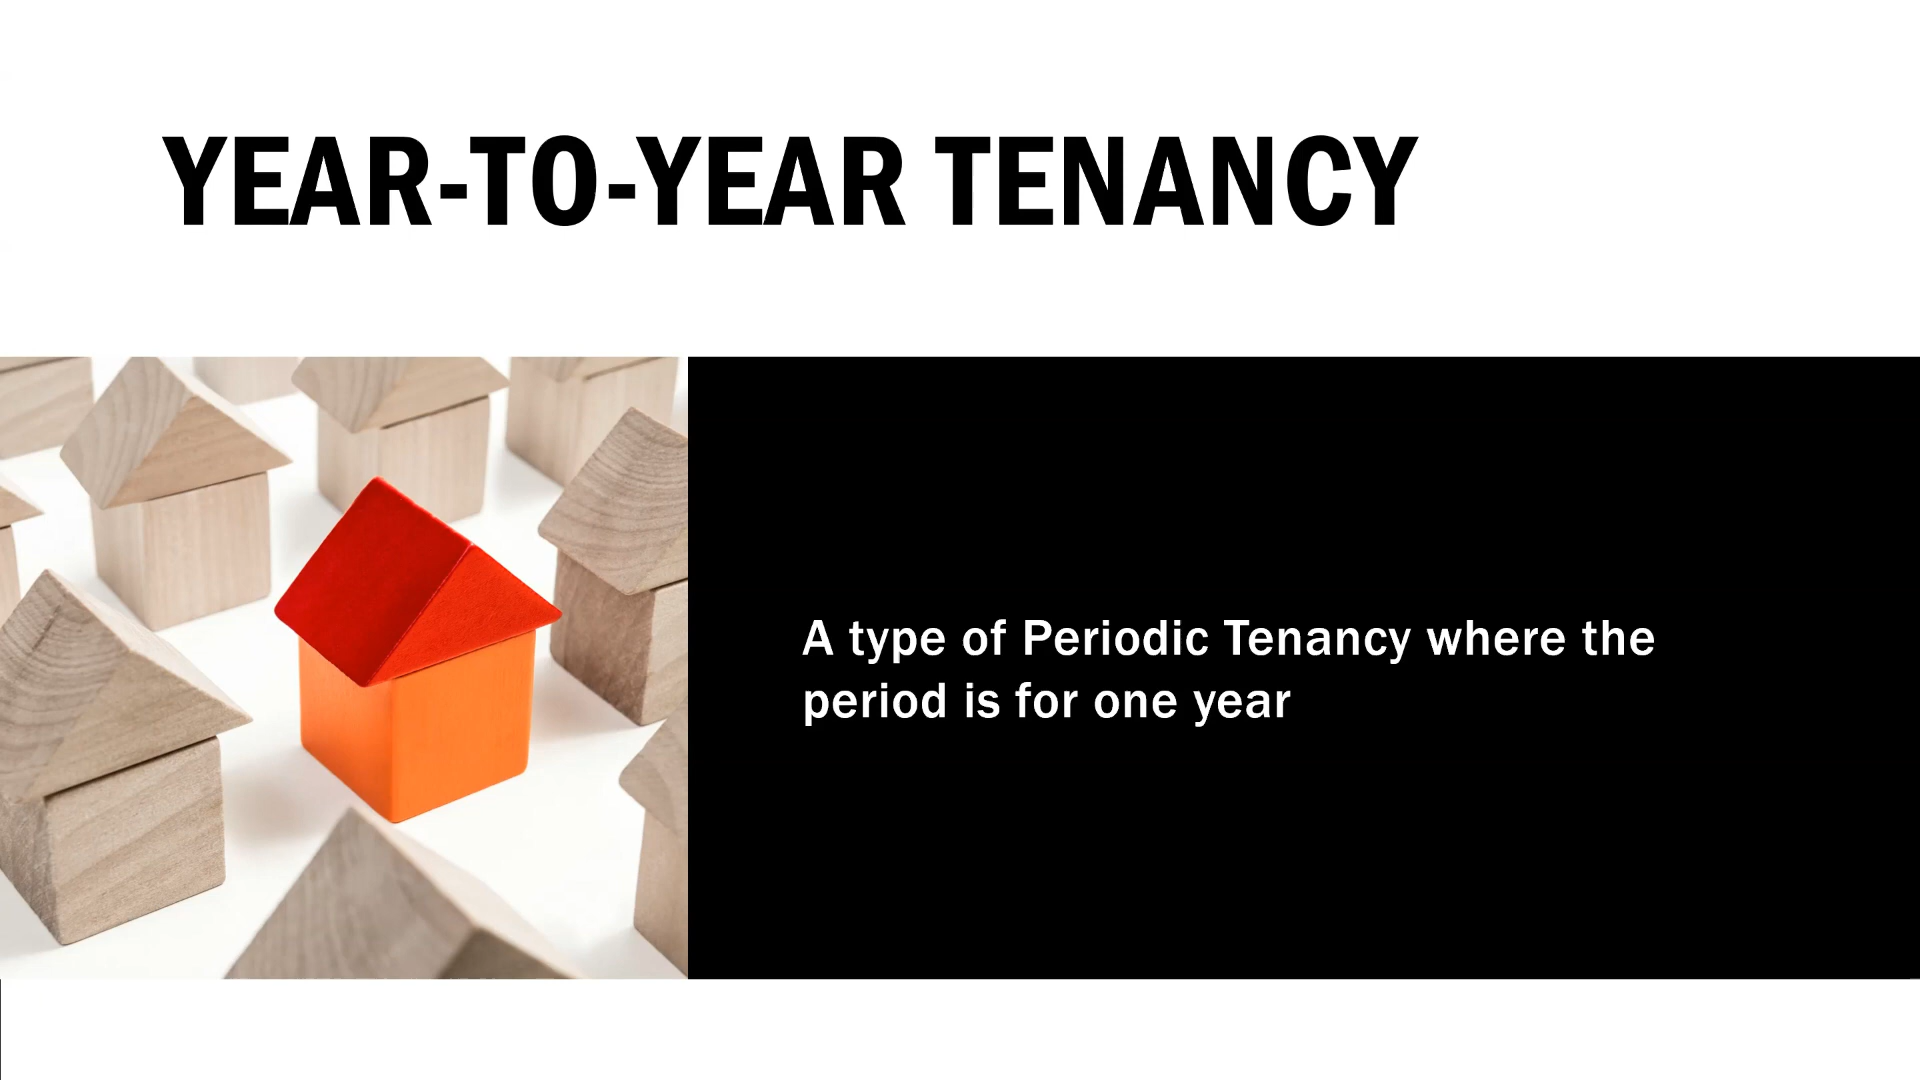 YEAR-TO-YEAR TENANCY
A type of Periodic Tenancy where the
period is for one year